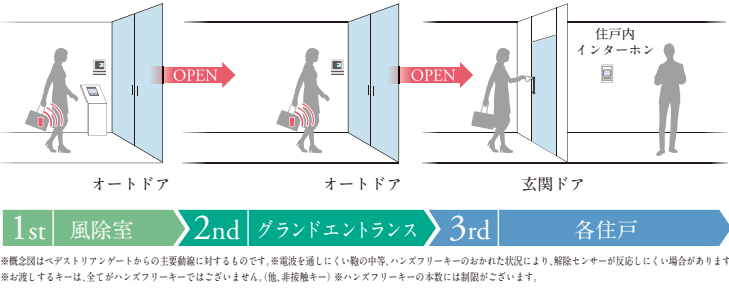 OPEN
OPEN
住戸内
インターホン
オートドア
オートドア
玄関ドア
1st 風除室
2nd グランドエントランス
3rd 各住戸
※概念図はペデストリアンゲートからの主要動線に対するものです。※電波を通しにくい鞄の中等、ハンズフリーキーのおかれた状況により、解除センサーが反応しにくい場合があります
※お渡しするキーは、全てがハンズフリーキーではございません。(他、非接触キー) ※ハンズフリーキーの本数には制限がございます。